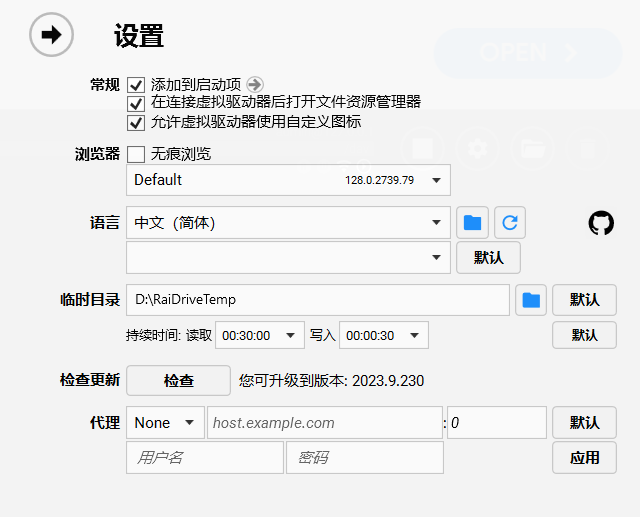 设置
OPEN
常规 添加到启动项
在连接虚拟驱动器后打开文件资源管理器
允许虚拟驱动器使用自定义图标
浏览器 无痕浏览
Default 128.0.2739.79
语言 中文（简体）
默认
临时目录 D:\RaiDriveTemp 默认
持续时间: 读取 00:30:00 写入 00:00:30 默认
检查更新 检查 您可升级到版本: 2023.9.230
代理 None host.example.com : 0 默认
用户名 密码 应用